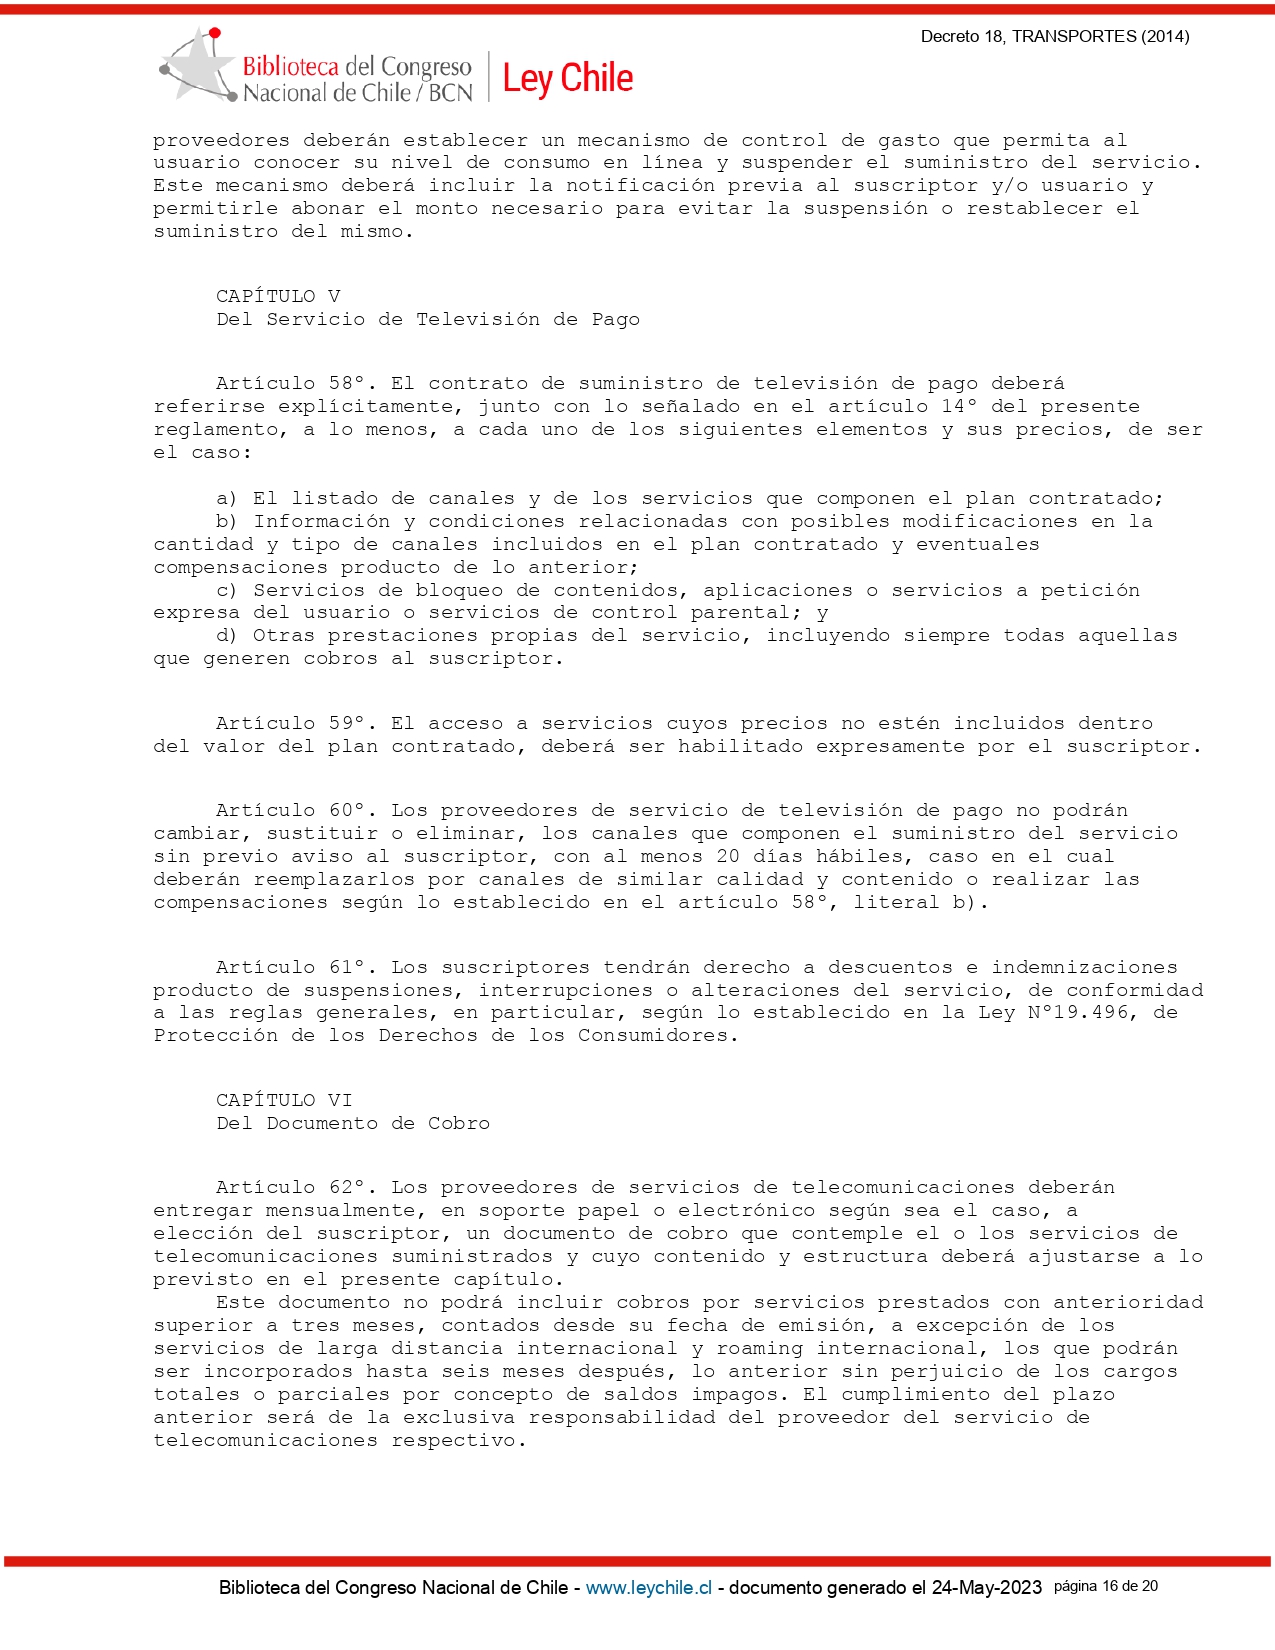 Decreto 18, TRANSPORTES (2014)
Biblioteca del Congreso
Nacional de Chile / BCN
Ley Chile
proveedores deberán establecer un mecanismo de control de gasto que permita al
usuario conocer su nivel de consumo en línea y suspender el suministro del servicio.
Este mecanismo deberá incluir la notificación previa al suscriptor y/o usuario y
permitirle abonar el monto necesario para evitar la suspensión o restablecer el
suministro del mismo.
CAPÍTULO V
Del Servicio de Televisión de Pago
Artículo 58º. El contrato de suministro de televisión de pago deberá
referirse explícitamente, junto con lo señalado en el artículo 14º del presente
reglamento, a lo menos, a cada uno de los siguientes elementos y sus precios, de ser
el caso:
a) El listado de canales y de los servicios que componen el plan contratado;
b) Información y condiciones relacionadas con posibles modificaciones en la
cantidad y tipo de canales incluidos en el plan contratado y eventuales
compensaciones producto de lo anterior;
c) Servicios de bloqueo de contenidos, aplicaciones o servicios a petición
expresa del usuario o servicios de control parental; y
d) Otras prestaciones propias del servicio, incluyendo siempre todas aquellas
que generen cobros al suscriptor.
Artículo 59º. El acceso a servicios cuyos precios no estén incluidos dentro
del valor del plan contratado, deberá ser habilitado expresamente por el suscriptor.
Artículo 60º. Los proveedores de servicio de televisión de pago no podrán
cambiar, sustituir o eliminar, los canales que componen el suministro del servicio
sin previo aviso al suscriptor, con al menos 20 días hábiles, caso en el cual
deberán reemplazarlos por canales de similar calidad y contenido o realizar las
compensaciones según lo establecido en el artículo 58º, literal b).
Artículo 61º. Los suscriptores tendrán derecho a descuentos e indemnizaciones
producto de suspensiones, interrupciones o alteraciones del servicio, de conformidad
a las reglas generales, en particular, según lo establecido en la Ley Nº19.496, de
Protección de los Derechos de los Consumidores.
CAPÍTULO VI
Del Documento de Cobro
Artículo 62º. Los proveedores de servicios de telecomunicaciones deberán
entregar mensualmente, en soporte papel o electrónico según sea el caso, a
elección del suscriptor, un documento de cobro que contemple el o los servicios de
telecomunicaciones suministrados y cuyo contenido y estructura deberá ajustarse a lo
previsto en el presente capítulo.
Este documento no podrá incluir cobros por servicios prestados con anterioridad
superior a tres meses, contados desde su fecha de emisión, a excepción de los
servicios de larga distancia internacional y roaming internacional, los que podrán
ser incorporados hasta seis meses después, lo anterior sin perjuicio de los cargos
totales o parciales por concepto de saldos impagos. El cumplimiento del plazo
anterior será de la exclusiva responsabilidad del proveedor del servicio de
telecomunicaciones respectivo.
Biblioteca del Congreso Nacional de Chile - www.leychile.cl - documento generado el 24-May-2023 página 16 de 20